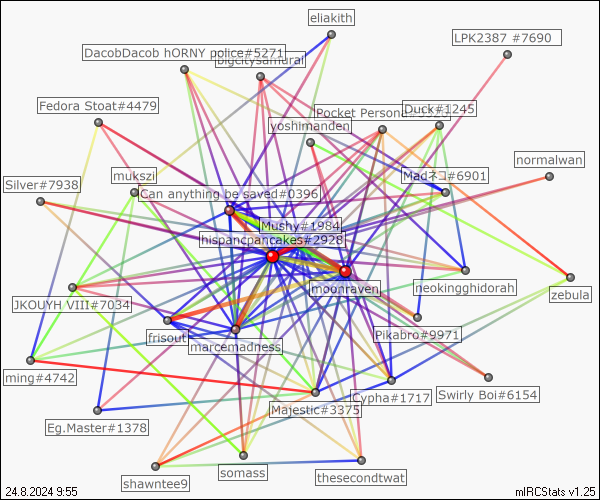 eliakith
LPK2387 #7690
DacobDacob hORNY police#5271
bigcitysamurai
Fedora Stoat#4479
Duck#1245
yoshimanden
normalwan
mukszi
Madネコ#6901
Silver#7938
Can anything be saved#0396
Mushy#1984
hispancpancakes#2928
moonraven
neokingghidorah
zebula
JKOUYH VIII#7034
frisout
marcemadness
Pikabro#9971
ming#4742
Cypha#1717
Swirly Boi#6154
Majestic#3375
Eg.Master#1378
somass
thesecondtwat
shawntee9
24.8.2024 9:55
mIRCStats v1.25